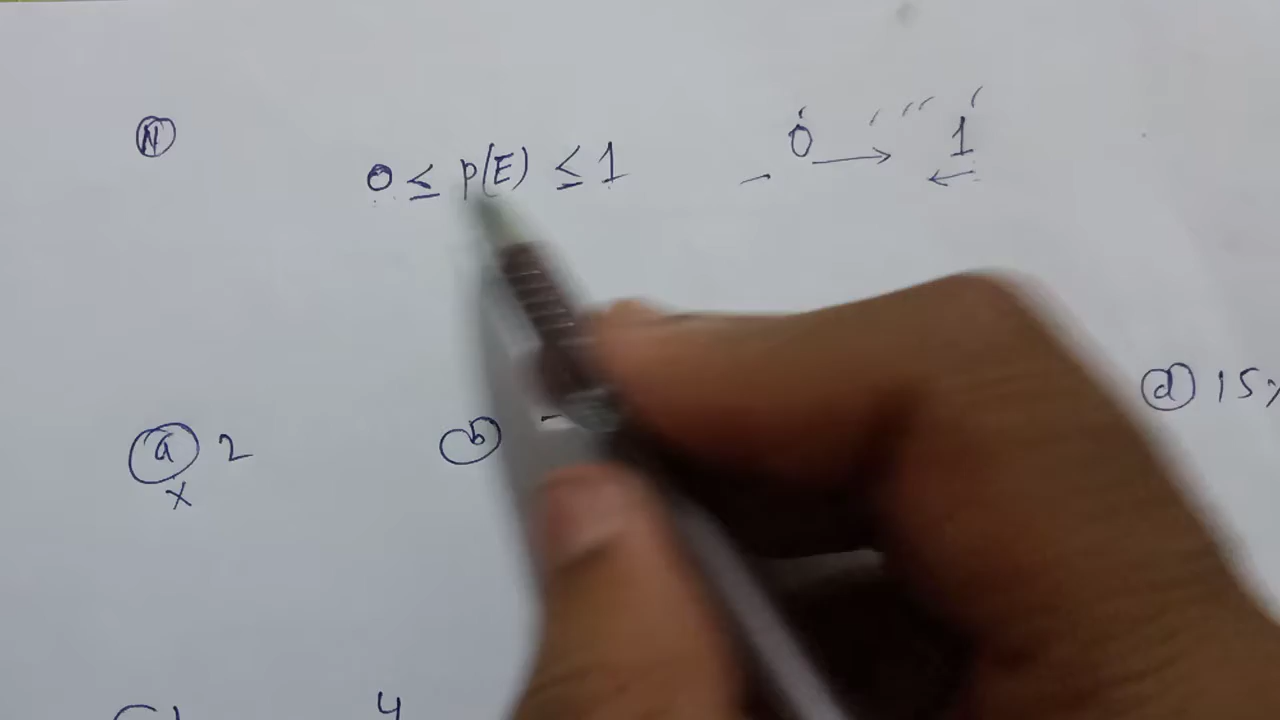 N
0 ≤ p(E) ≤ 1
0 → 1
a 2
b -
d 15%
4